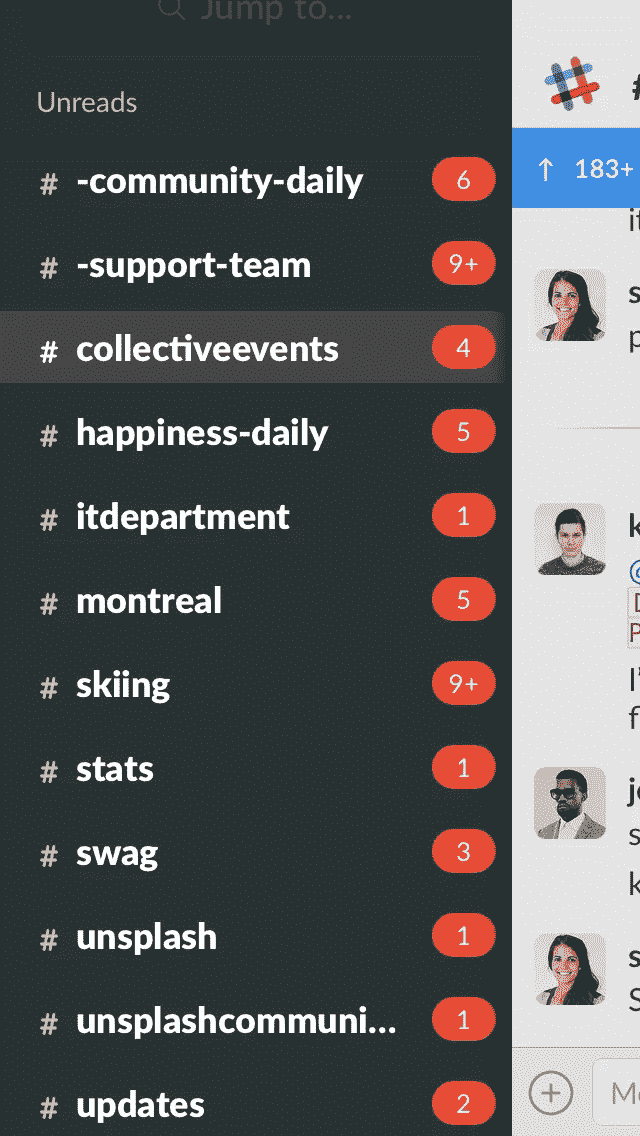 Jump to...
Unreads
# -community-daily 6
# -support-team 9+
# collectiveevents 4
# happiness-daily 5
# itdepartment 1
# montreal 5
# skiing 9+
# stats 1
# swag 3
# unsplash 1
# unsplashcommuni... 1
# updates 2
#
↑ 183+
it
s
p
k
@
D
P
I'
f
j
s
k
s
S
+